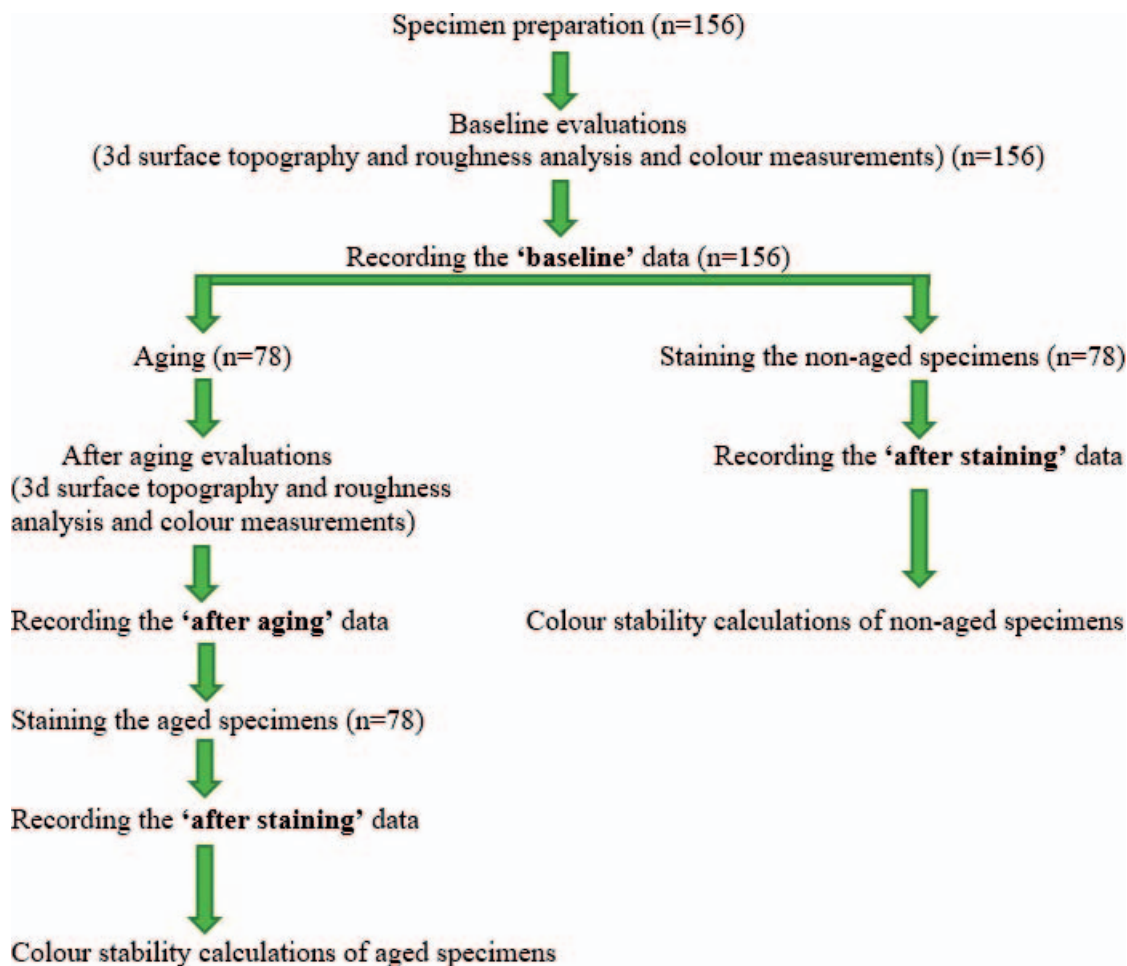 Specimen preparation (n=156)
Baseline evaluations
(3d surface topography and roughness analysis and colour measurements) (n=156)
Recording the ‘baseline’ data (n=156)
Aging (n=78)
After aging evaluations
(3d surface topography and roughness
analysis and colour measurements)
Recording the ‘after aging’ data
Staining the aged specimens (n=78)
Recording the ‘after staining’ data
Colour stability calculations of aged specimens
Staining the non-aged specimens (n=78)
Recording the ‘after staining’ data
Colour stability calculations of non-aged specimens